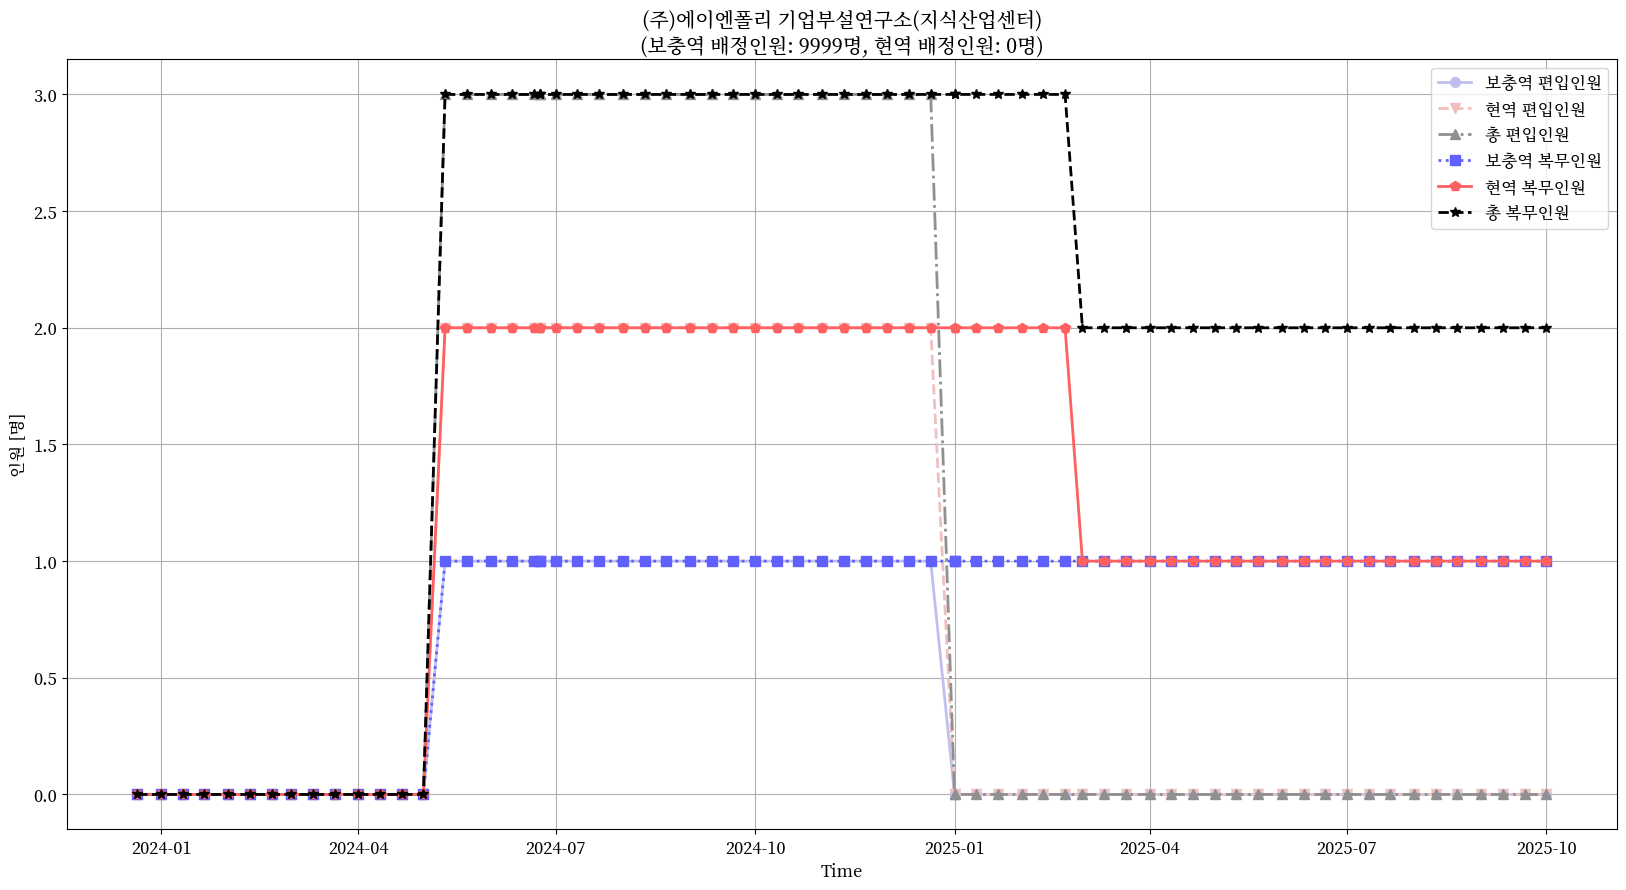 (주)에이엔폴리 기업부설연구소(지식산업센터)
(보충역 배정인원: 9999명, 현역 배정인원: 0명)
보충역 편입인원
현역 편입인원
총 편입인원
보충역 복무인원
현역 복무인원
총 복무인원
인원 [명]
3.0
2.5
2.0
1.5
1.0
0.5
0.0
2024-01
2024-04
2024-07
2024-10
2025-01
2025-04
2025-07
2025-10
Time